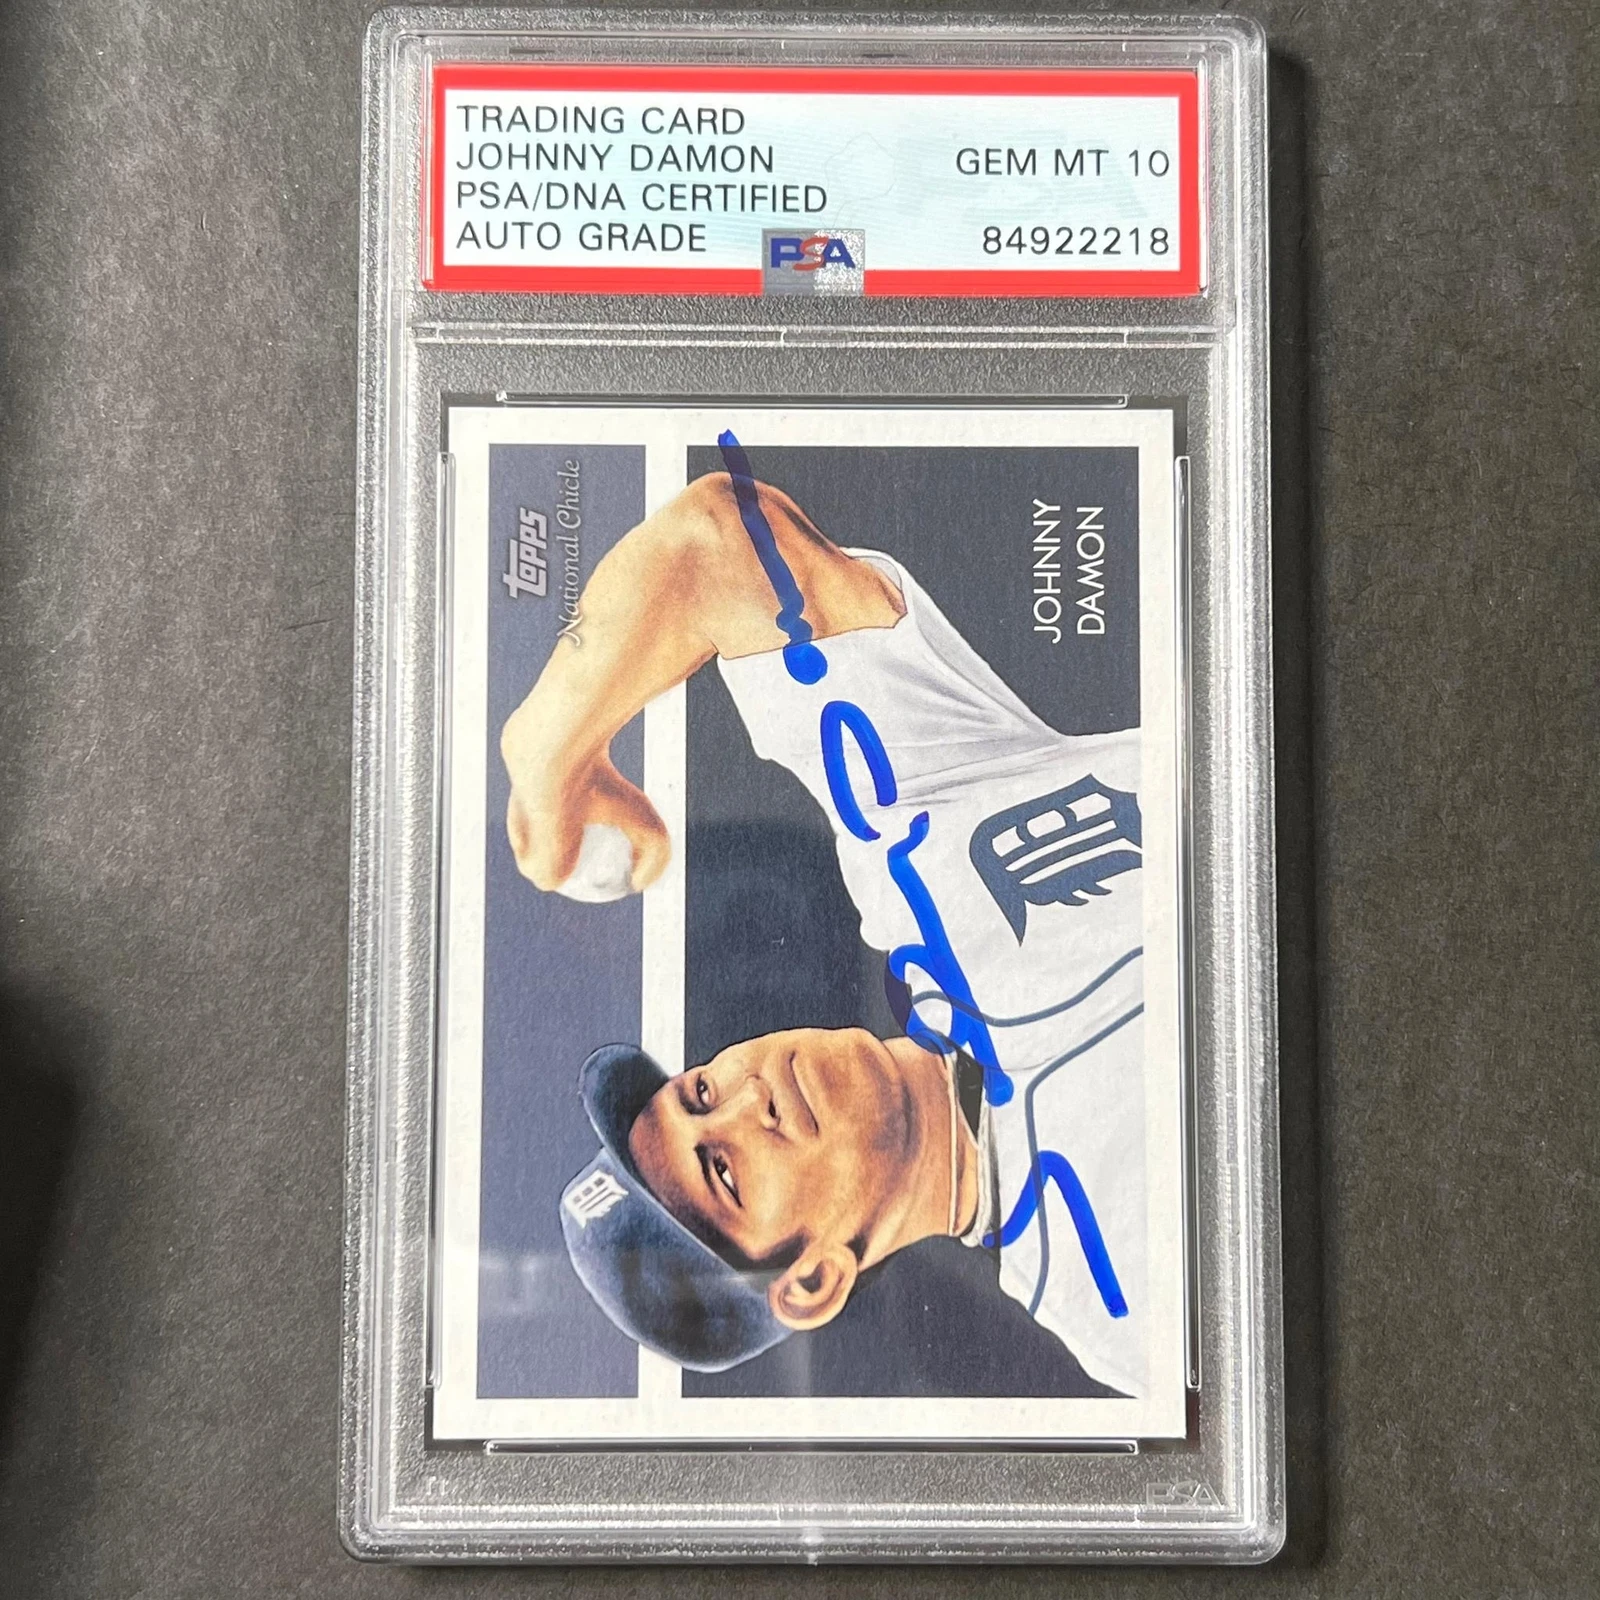 TRADING CARD
JOHNNY DAMON
PSA/DNA CERTIFIED
AUTO GRADE
GEM MT 10
84922218
PSA
topps
National Chicle
JOHNNY
DAMON
D
D
PSA